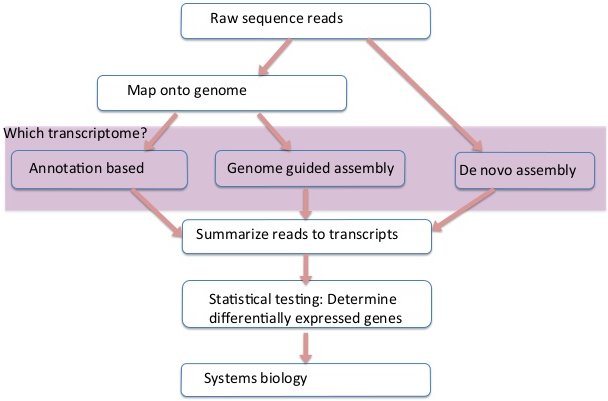 Raw sequence reads
Map onto genome
Which transcriptome?
Annotation based
Genome guided assembly
De novo assembly
Summarize reads to transcripts
Statistical testing: Determine
differentially expressed genes
Systems biology